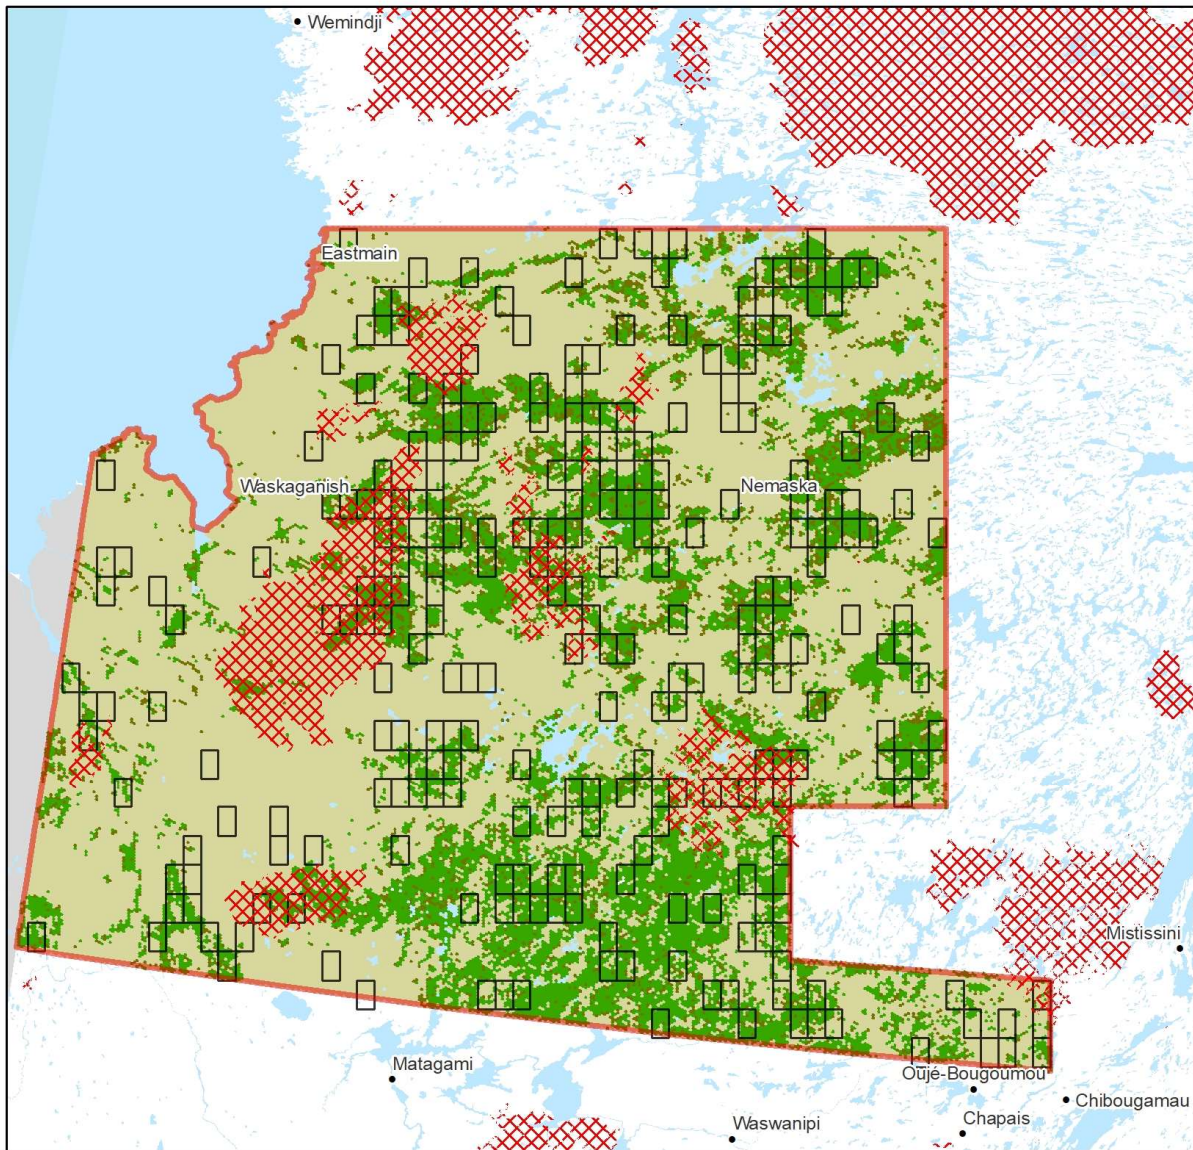 Wemindji
Eastmain
Waskaganish
Nemaska
Mistissini
Matagami
Oujé-Bougoumou
Chibougamau
Chapais
Waswanipi